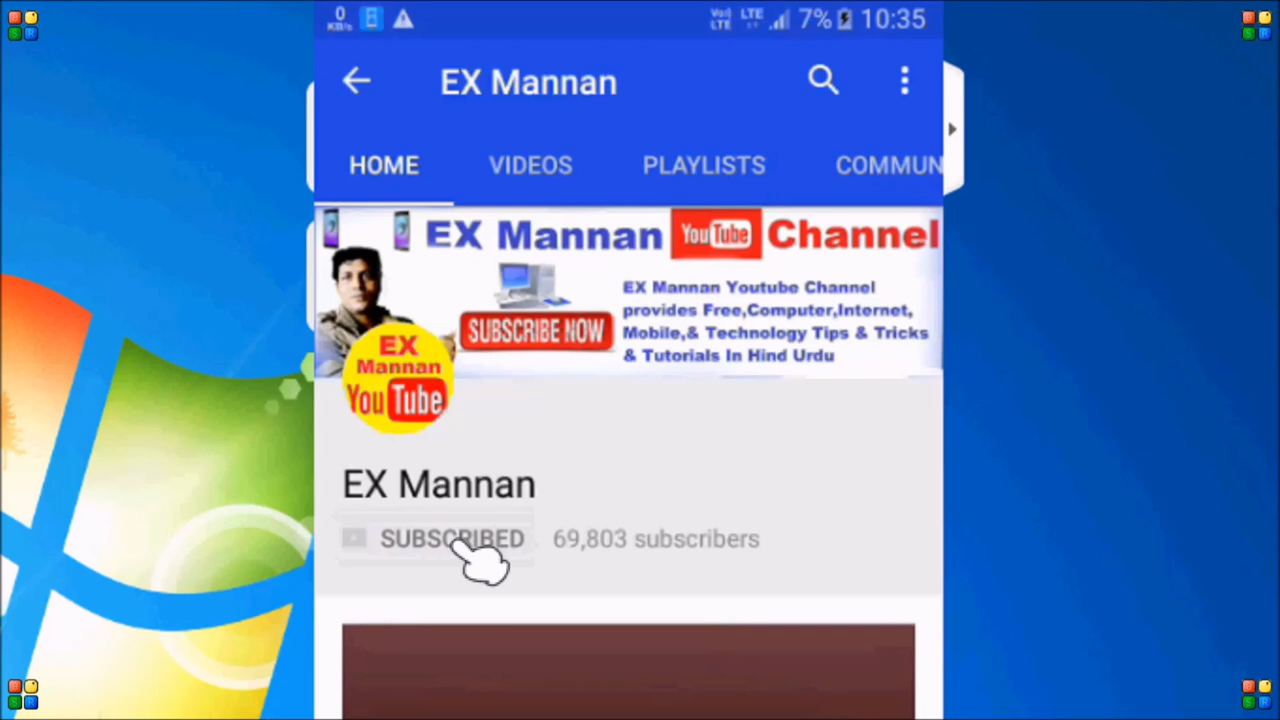 0
KB/s
Vo))
LTE
LTE
7%
10:35
EX Mannan
HOME
VIDEOS
PLAYLISTS
COMMUN
EX Mannan YouTube Channel
EX Mannan Youtube Channel
provides Free,Computer,Internet,
Mobile,& Technology Tips & Tricks
& Tutorials In Hind Urdu
SUBSCRIBE NOW
EX
Mannan
YouTube
EX Mannan
SUBSCRIBED
69,803 subscribers